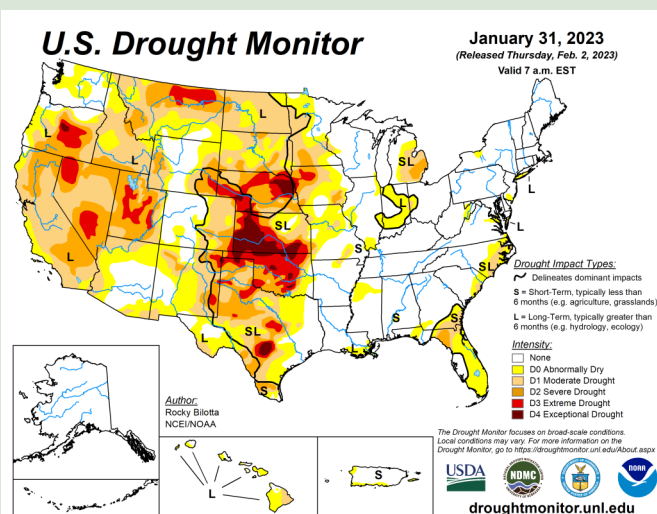 U.S. Drought Monitor
January 31, 2023
(Released Thursday, Feb. 2, 2023)
Valid 7 a.m. EST
L
L
L
L
SL
L
L
L
SL
S
SL
S
S
L
SL
L
S
Drought Impact Types:
Delineates dominant impacts
S = Short-Term, typically less than
6 months (e.g. agriculture, grasslands)
L = Long-Term, typically greater than
6 months (e.g. hydrology, ecology)
Intensity:
None
D0 Abnormally Dry
D1 Moderate Drought
D2 Severe Drought
D3 Extreme Drought
D4 Exceptional Drought
Author:
Rocky Bilotta
NCEI/NOAA
L
S
The Drought Monitor focuses on broad-scale conditions.
Local conditions may vary. For more information on the
Drought Monitor, go to https://droughtmonitor.unl.edu/About.aspx
USDA
NDMC
NOAA
droughtmonitor.unl.edu